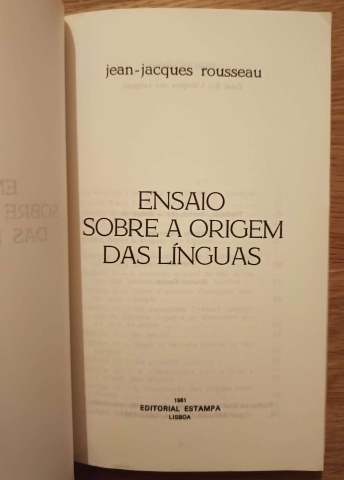 jean-jacques rousseau
ENSAIO
SOBRE A ORIGEM
DAS LÍNGUAS
1981
EDITORIAL ESTAMPA
LISBOA